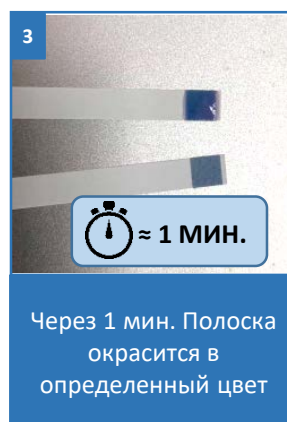 3
≈ 1 МИН.
Через 1 мин. Полоска
окрасится в
определенный цвет